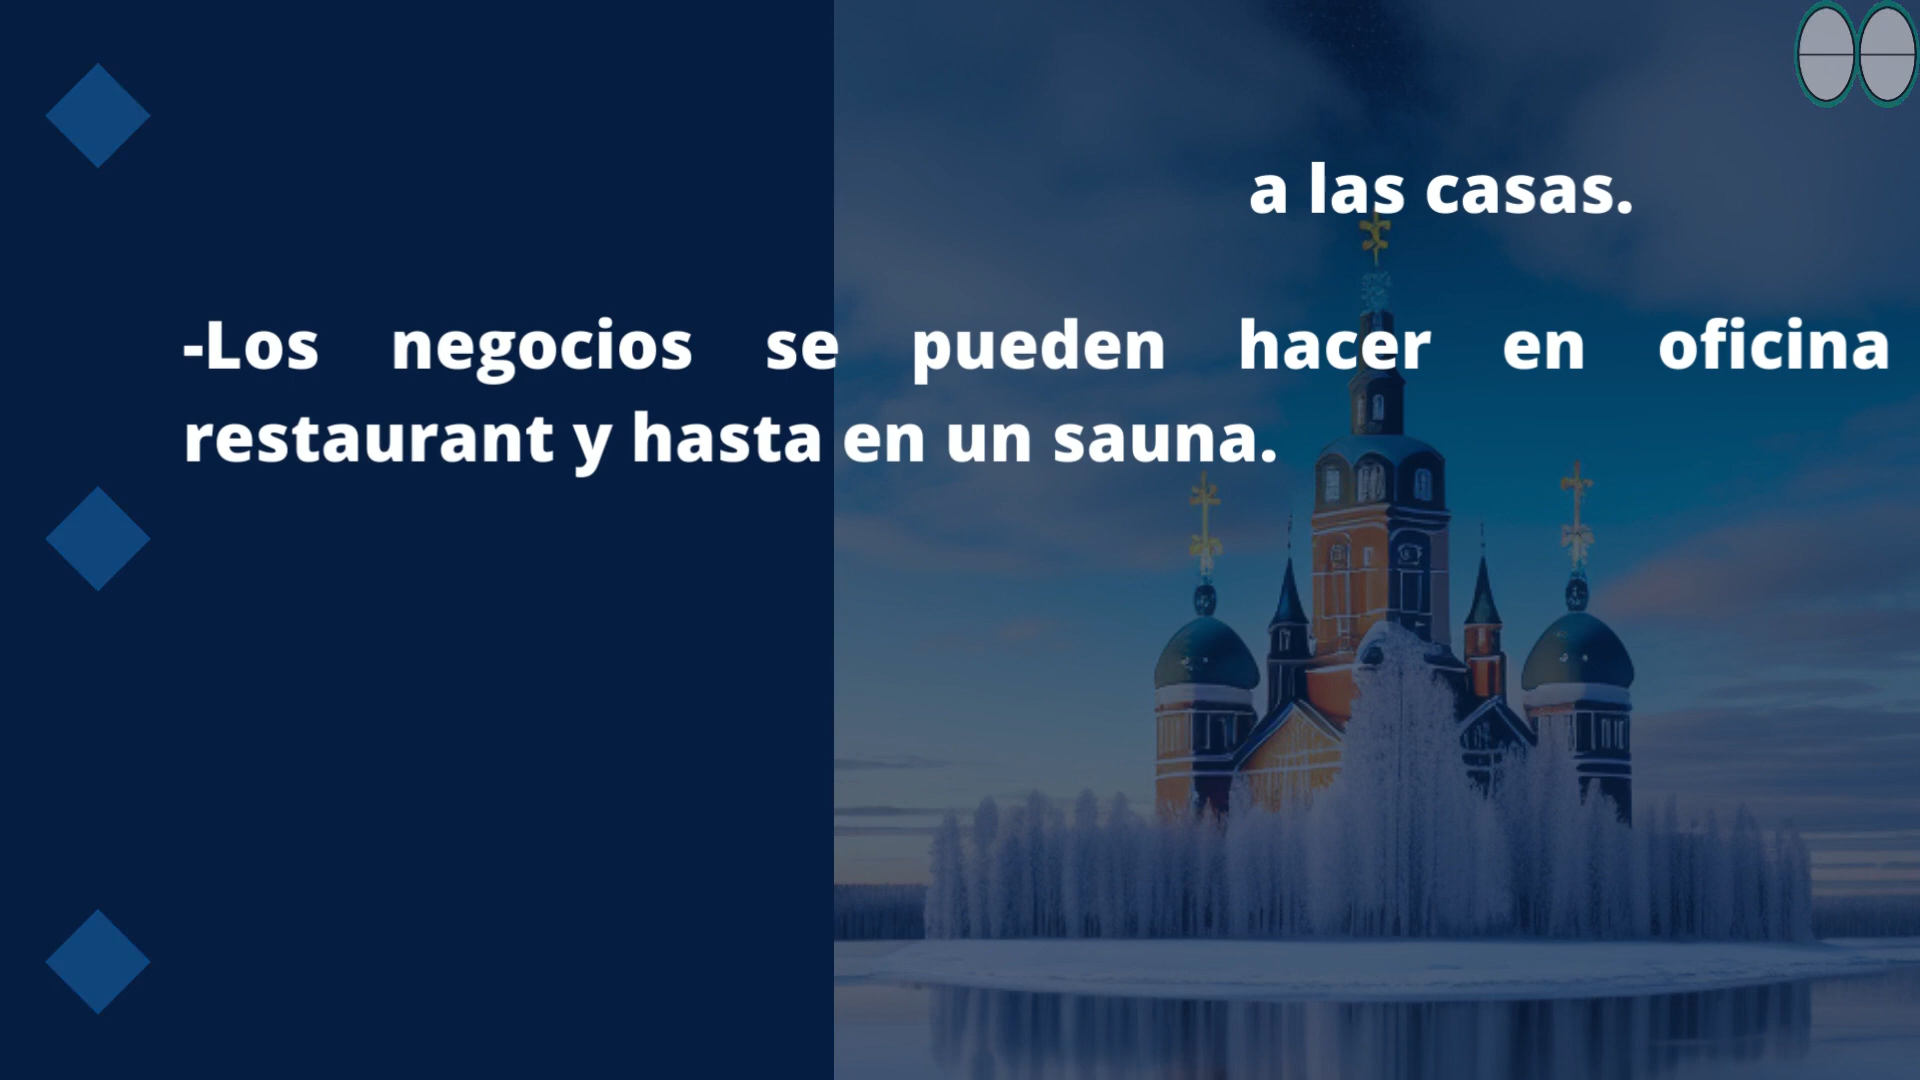 a las casas.
-Los negocios se pueden hacer en oficina
restaurant y hasta en un sauna.